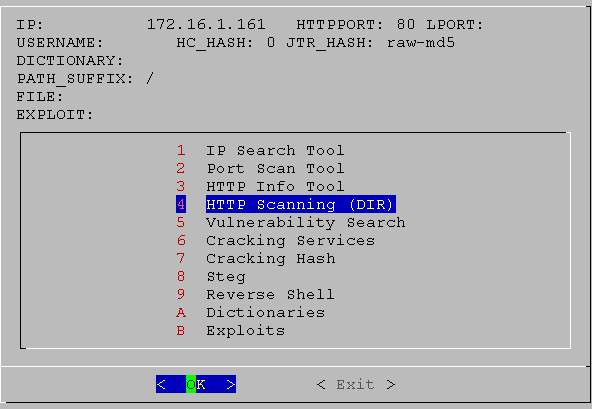 IP: 172.16.1.161 HTTPPORT: 80 LPORT:
USERNAME: HC_HASH: 0 JTR_HASH: raw-md5
DICTIONARY:
PATH_SUFFIX: /
FILE:
EXPLOIT:
1 IP Search Tool
2 Port Scan Tool
3 HTTP Info Tool
4 HTTP Scanning (DIR)
5 Vulnerability Search
6 Cracking Services
7 Cracking Hash
8 Steg
9 Reverse Shell
A Dictionaries
B Exploits
< OK > < Exit >